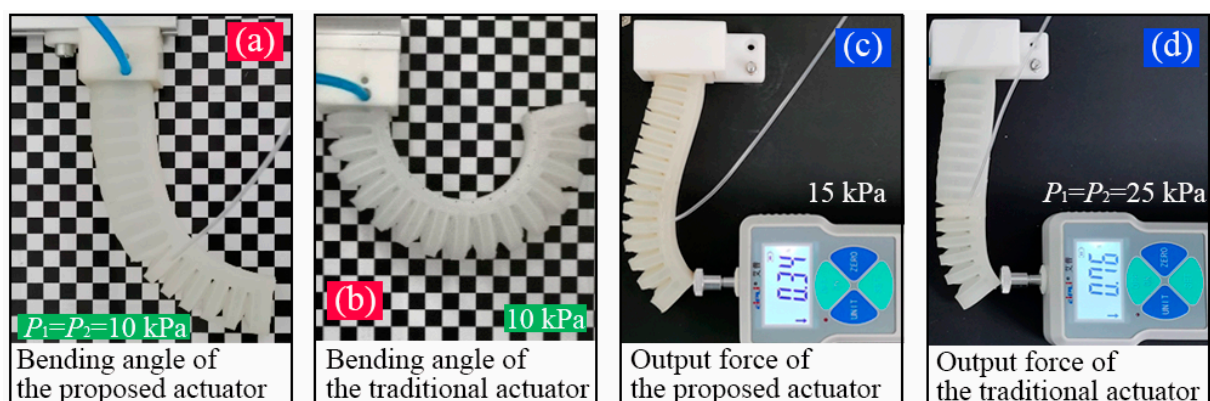 (a)
P₁=P₂=10 kPa
Bending angle of
the proposed actuator
(b)
10 kPa
Bending angle of
the traditional actuator
(c)
15 kPa
0.34
ZERO
UNIT
Output force of
the proposed actuator
(d)
P₁=P₂=25 kPa
ZERO
UNIT
Output force of
the traditional actuator